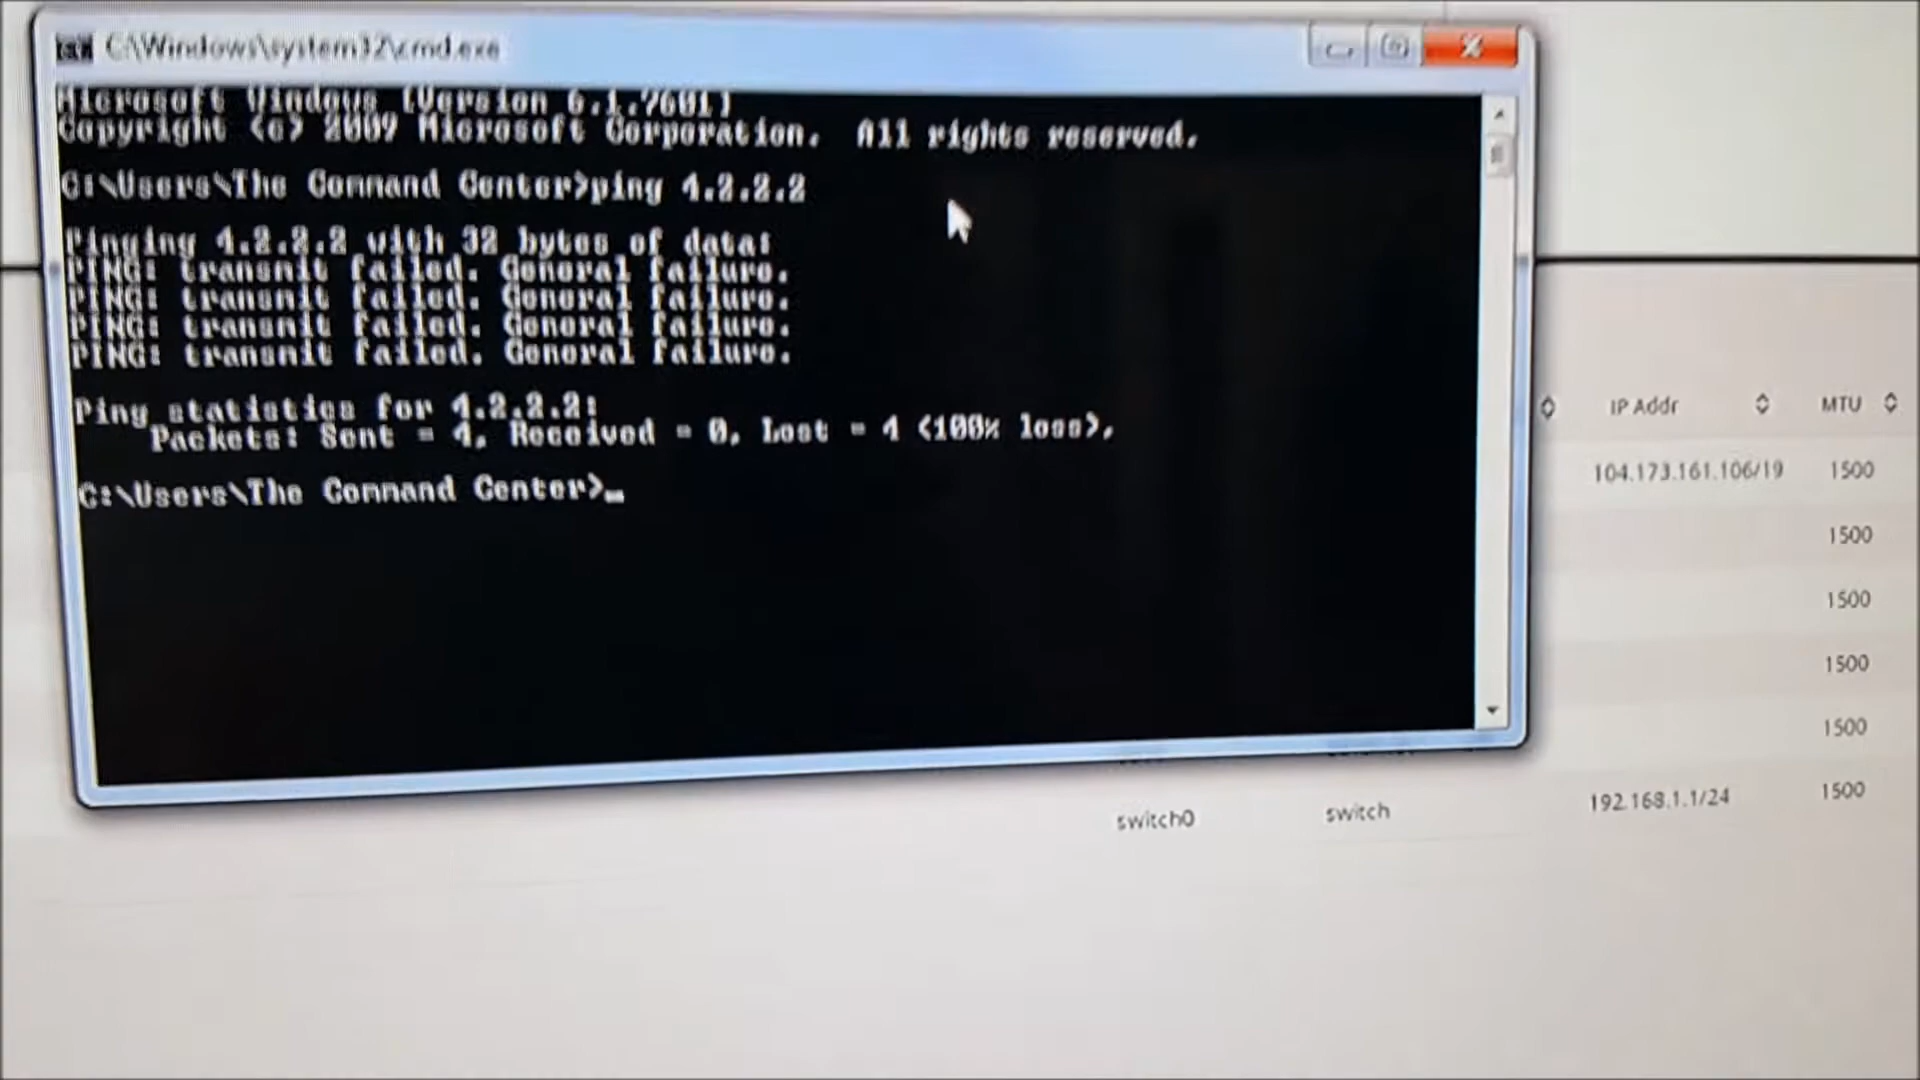 C:\Windows\system32\cmd.exe
Microsoft Windows [Version 6.1.7601]
Copyright (c) 2009 Microsoft Corporation.  All rights reserved.
C:\Users\The Command Center>ping 4.2.2.2
Pinging 4.2.2.2 with 32 bytes of data:
PING: transmit failed. General failure.
PING: transmit failed. General failure.
PING: transmit failed. General failure.
PING: transmit failed. General failure.
Ping statistics for 4.2.2.2:
Packets: Sent = 4, Received = 0, Lost = 4 (100% loss),
C:\Users\The Command Center>_
IP Addr MTU
104.173.161.106/19 1500
1500
1500
1500
1500
switch0 switch 192.168.1.1/24 1500